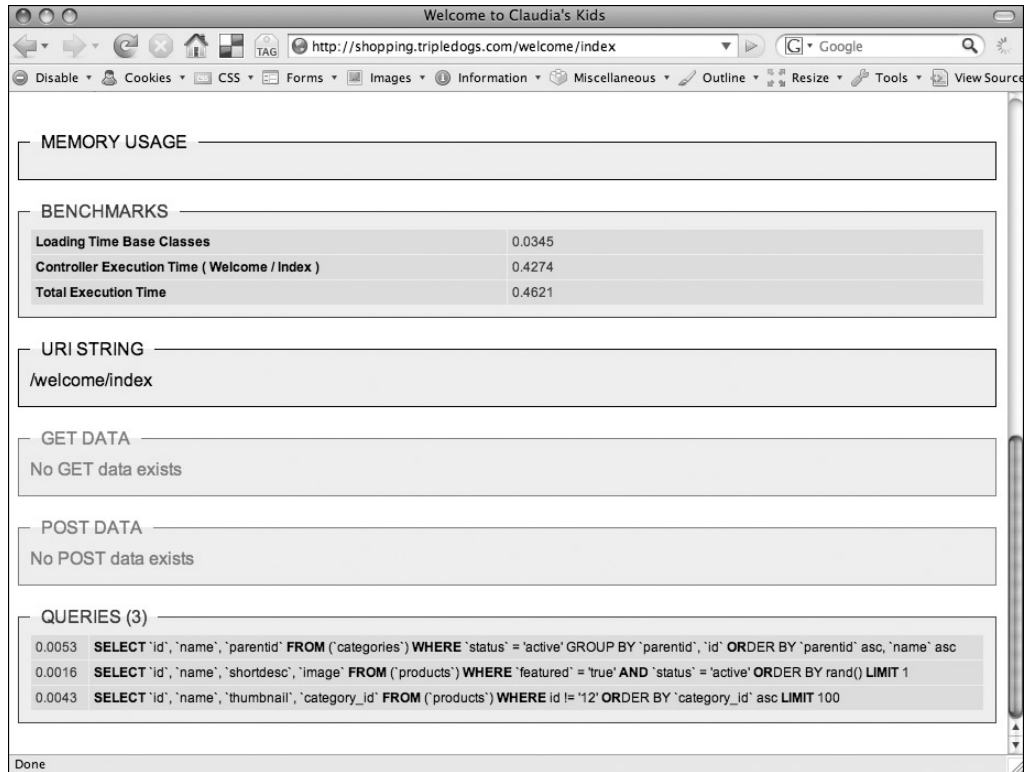 Welcome to Claudia's Kids
TAG http://shopping.tripledogs.com/welcome/index G Google
Disable Cookies CSS Forms Images Information Miscellaneous Outline Resize Tools View Source
MEMORY USAGE
BENCHMARKS
Loading Time Base Classes 0.0345
Controller Execution Time ( Welcome / Index ) 0.4274
Total Execution Time 0.4621
URI STRING
/welcome/index
GET DATA
No GET data exists
POST DATA
No POST data exists
QUERIES (3)
0.0053 SELECT `id`, `name`, `parentid` FROM (`categories`) WHERE `status` = 'active' GROUP BY `parentid`, `id` ORDER BY `parentid` asc, `name` asc
0.0016 SELECT `id`, `name`, `shortdesc`, `image` FROM (`products`) WHERE `featured` = 'true' AND `status` = 'active' ORDER BY rand() LIMIT 1
0.0043 SELECT `id`, `name`, `thumbnail`, `category_id` FROM (`products`) WHERE id != '12' ORDER BY `category_id` asc LIMIT 100
Done